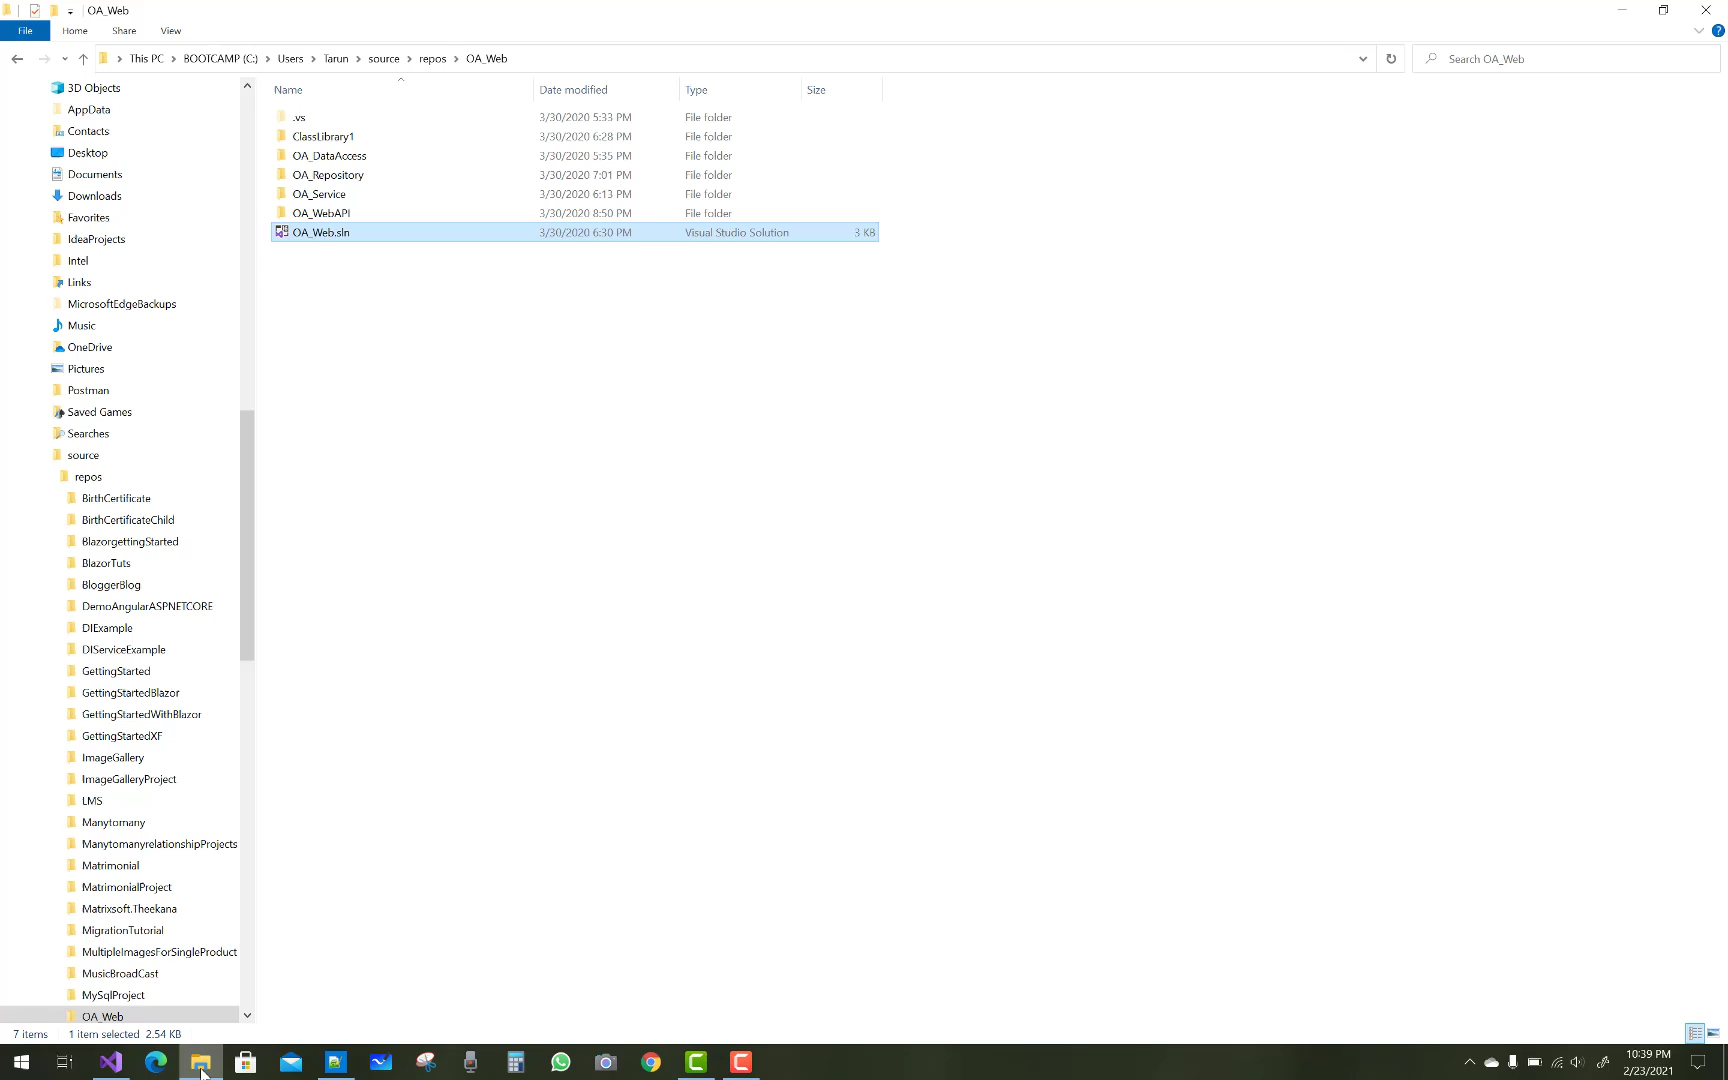 OA_Web
File
Home
Share
View
This PC
BOOTCAMP (C:)
Users
Tarun
source
repos
OA_Web
Search OA_Web
3D Objects
AppData
Contacts
Desktop
Documents
Downloads
Favorites
IdeaProjects
Intel
Links
MicrosoftEdgeBackups
Music
OneDrive
Pictures
Postman
Saved Games
Searches
source
repos
BirthCertificate
BirthCertificateChild
BlazorgettingStarted
BlazorTuts
BloggerBlog
DemoAngularASPNETCORE
DIExample
DIServiceExample
GettingStarted
GettingStartedBlazor
GettingStartedWithBlazor
GettingStartedXF
ImageGallery
ImageGalleryProject
LMS
Manytomany
ManytomanyrelationshipProjects
Matrimonial
MatrimonialProject
Matrixsoft.Theekana
MigrationTutorial
MultipleImagesForSingleProduct
MusicBroadCast
MySqlProject
OA_Web
Name Date modified Type Size
.vs 3/30/2020 5:33 PM File folder
ClassLibrary1 3/30/2020 6:28 PM File folder
OA_DataAccess 3/30/2020 5:35 PM File folder
OA_Repository 3/30/2020 7:01 PM File folder
OA_Service 3/30/2020 6:13 PM File folder
OA_WebAPI 3/30/2020 8:50 PM File folder
OA_Web.sln 3/30/2020 6:30 PM Visual Studio Solution 3 KB
7 items 1 item selected 2.54 KB
10:39 PM
2/23/2021